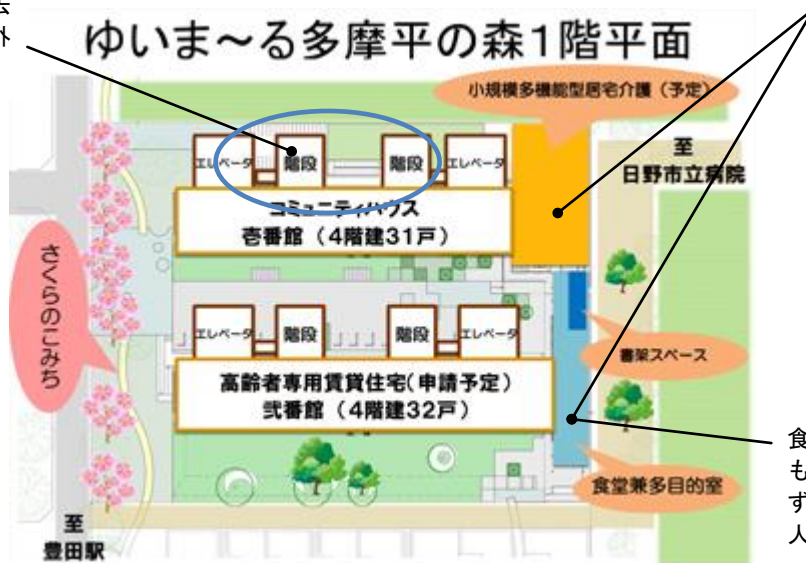 外
ゆいま～る多摩平の森1階平面
小規模多機能型居宅介護（予定）
エレベータ
階段
階段
エレベータ
至
日野市立病院
コミュニティハウス
壱番館（4階建31戸）
さくらのこみち
エレベータ
階段
階段
エレベータ
書架スペース
高齢者専用賃貸住宅（申請予定）
弐番館（4階建32戸）
食
も
ず
人
食堂兼多目的室
至
豊田駅